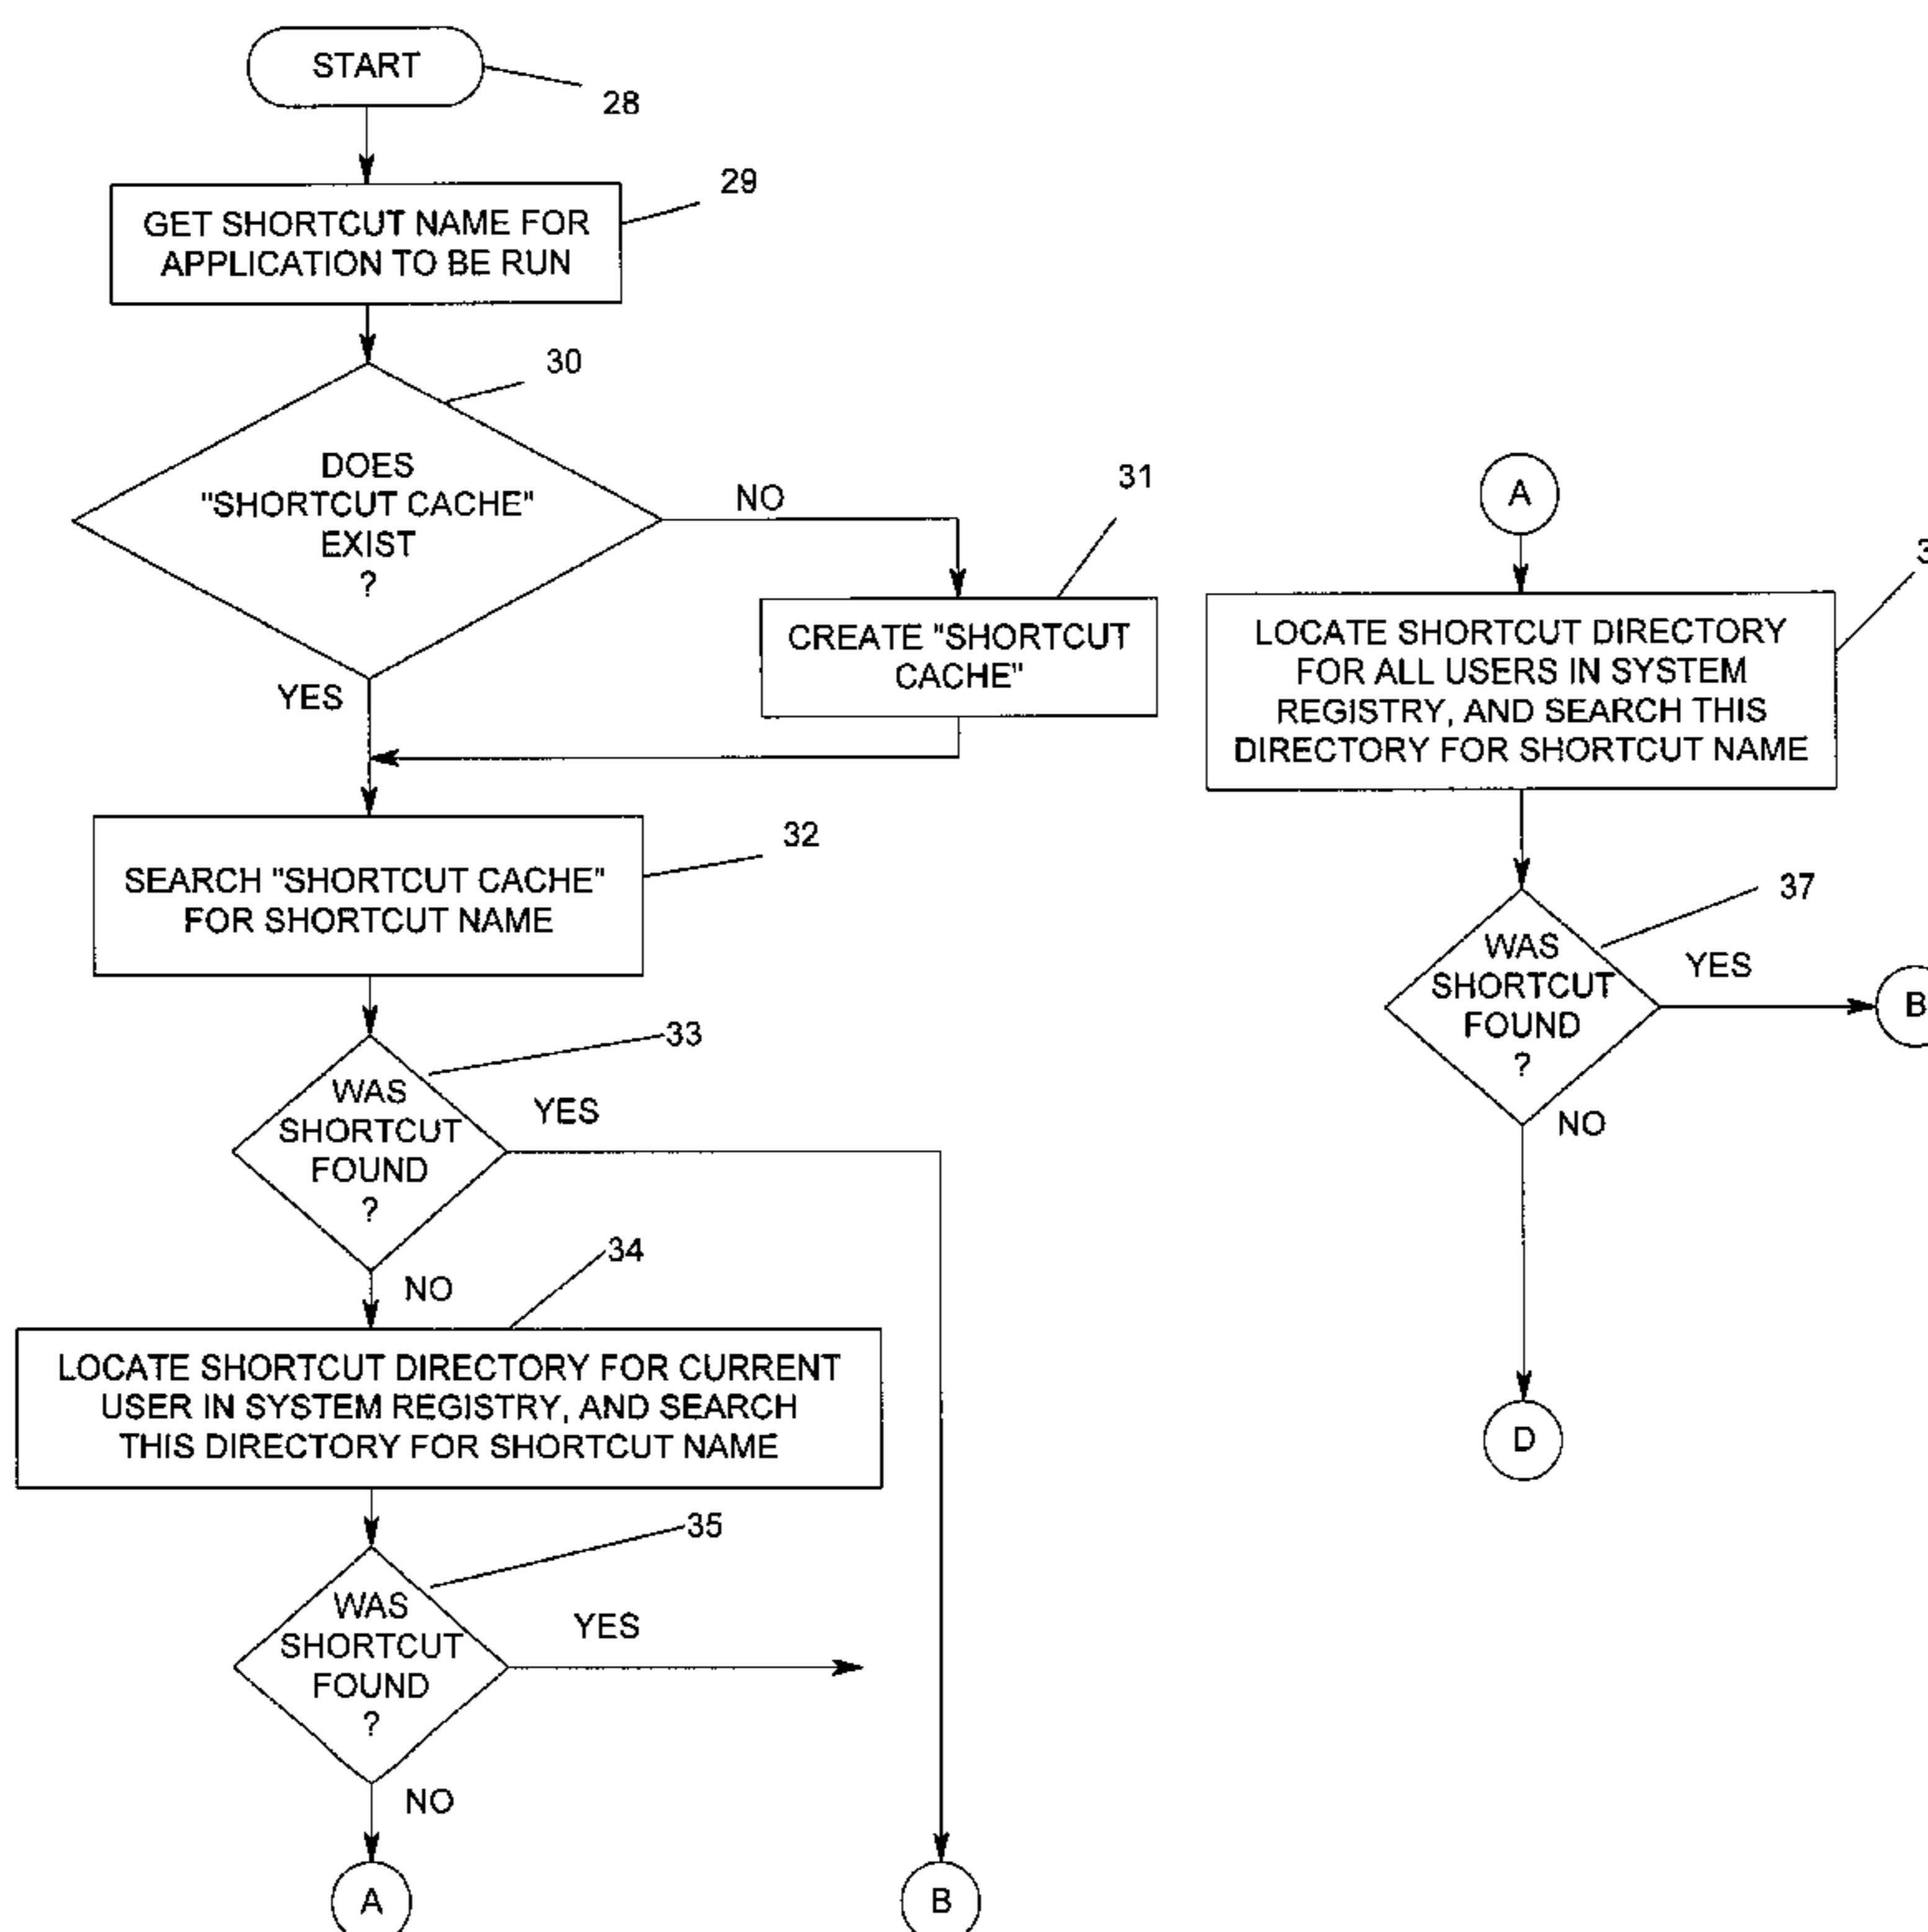 START
28
GET SHORTCUT NAME FOR
APPLICATION TO BE RUN
29
30
DOES
"SHORTCUT CACHE"
EXIST
?
NO
31
CREATE "SHORTCUT
CACHE"
YES
SEARCH "SHORTCUT CACHE"
FOR SHORTCUT NAME
32
33
WAS
SHORTCUT
FOUND
?
YES
NO
34
LOCATE SHORTCUT DIRECTORY FOR CURRENT
USER IN SYSTEM REGISTRY, AND SEARCH
THIS DIRECTORY FOR SHORTCUT NAME
35
WAS
SHORTCUT
FOUND
?
YES
NO
A
B
A
LOCATE SHORTCUT DIRECTORY
FOR ALL USERS IN SYSTEM
REGISTRY, AND SEARCH THIS
DIRECTORY FOR SHORTCUT NAME
37
WAS
SHORTCUT
FOUND
?
YES
B
NO
D